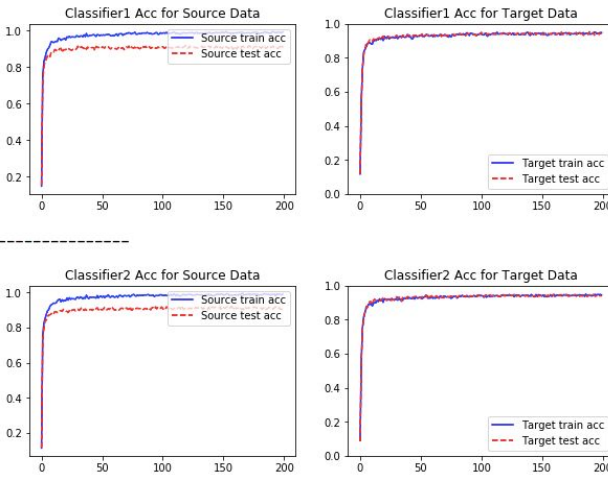 Classifier1 Acc for Source Data
1.0
0.8
0.6
0.4
0.2
0 50 100 150 200
Source train acc
Source test acc
Classifier1 Acc for Target Data
1.0
0.8
0.6
0.4
0.2
0.0
0 50 100 150 200
Target train acc
Target test acc
Classifier2 Acc for Source Data
1.0
0.8
0.6
0.4
0.2
0 50 100 150 200
Source train acc
Source test acc
Classifier2 Acc for Target Data
1.0
0.8
0.6
0.4
0.2
0.0
0 50 100 150 200
Target train acc
Target test acc